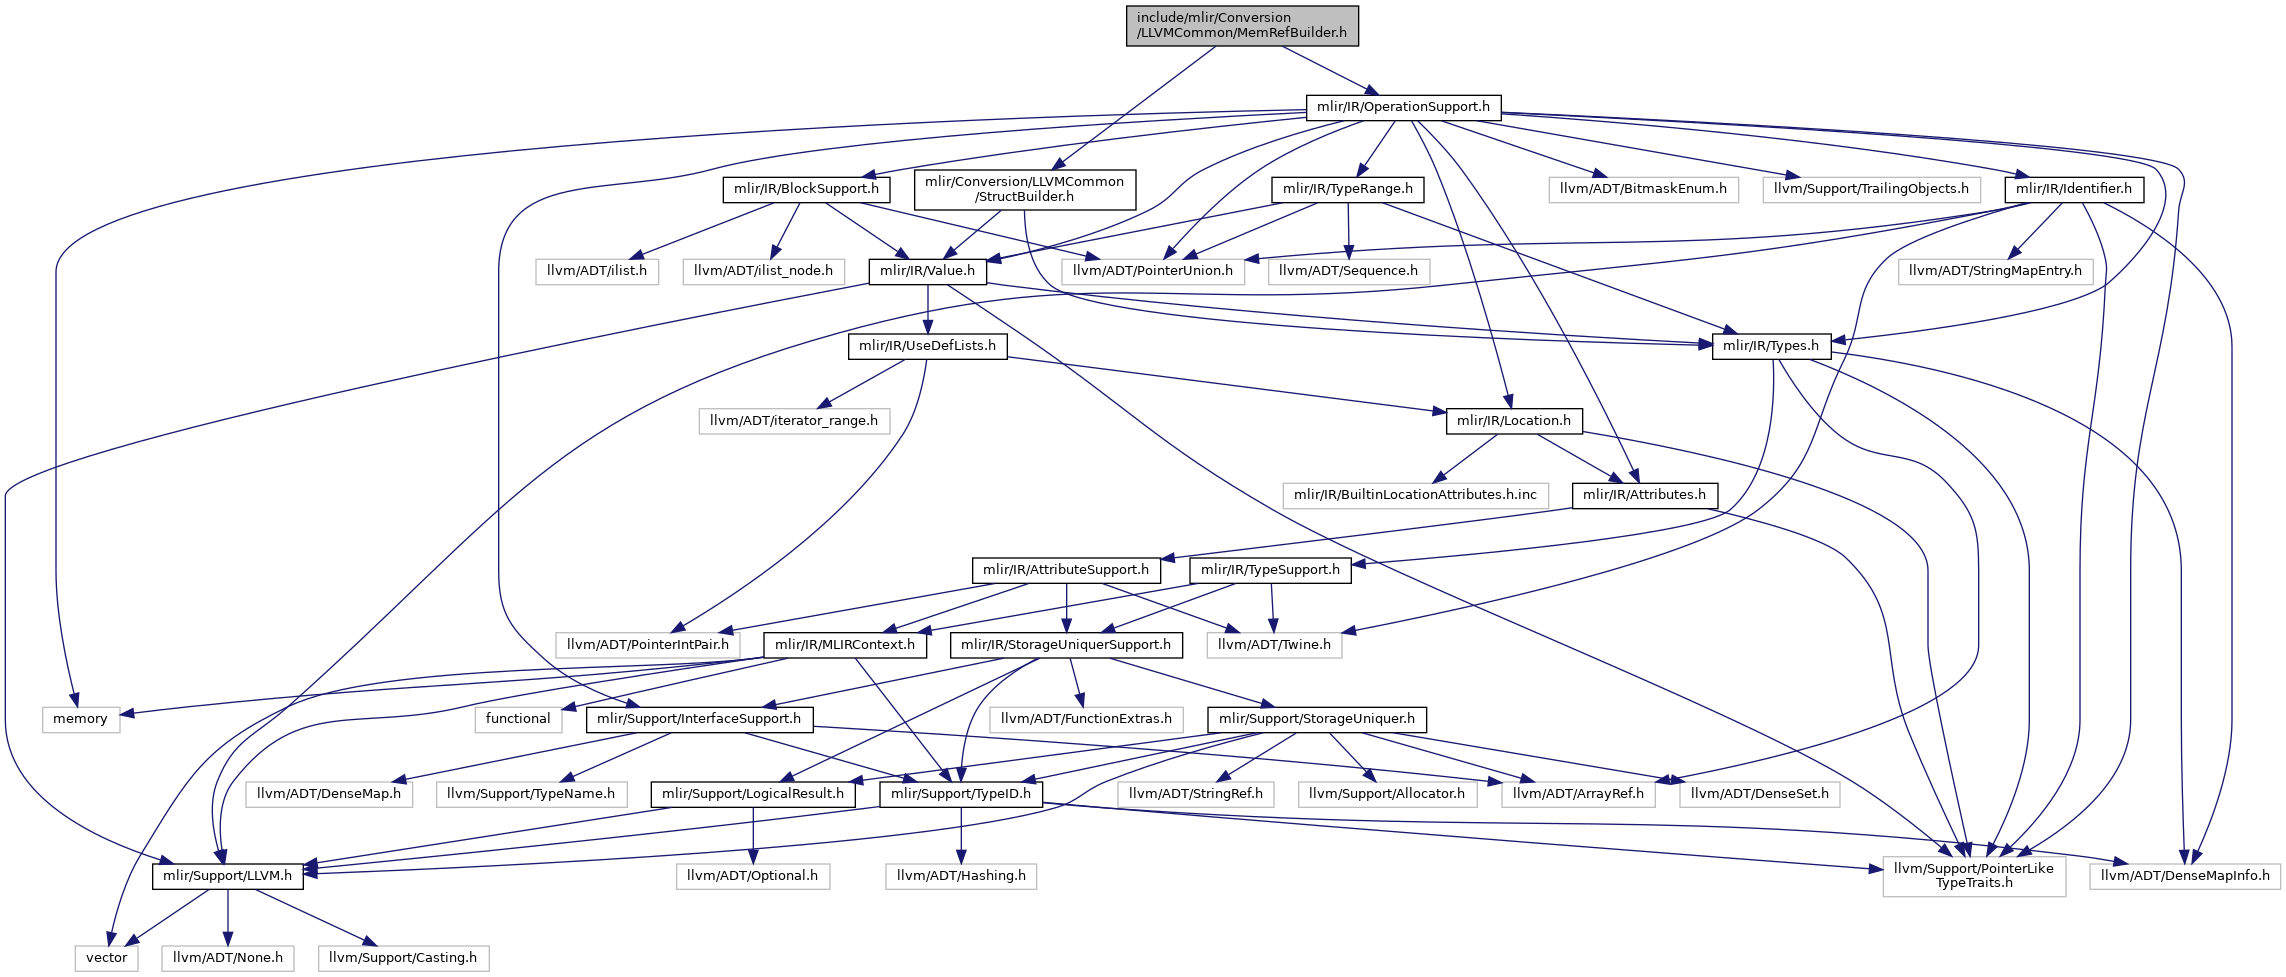 include/mlir/Conversion
/LLVMCommon/MemRefBuilder.h
mlir/IR/OperationSupport.h
mlir/IR/BlockSupport.h
mlir/Conversion/LLVMCommon
/StructBuilder.h
mlir/IR/TypeRange.h
llvm/ADT/BitmaskEnum.h
llvm/Support/TrailingObjects.h
mlir/IR/Identifier.h
llvm/ADT/ilist.h
llvm/ADT/ilist_node.h
mlir/IR/Value.h
llvm/ADT/PointerUnion.h
llvm/ADT/Sequence.h
llvm/ADT/StringMapEntry.h
mlir/IR/UseDefLists.h
mlir/IR/Types.h
llvm/ADT/iterator_range.h
mlir/IR/Location.h
mlir/IR/BuiltinLocationAttributes.h.inc
mlir/IR/Attributes.h
mlir/IR/AttributeSupport.h
mlir/IR/TypeSupport.h
llvm/ADT/PointerIntPair.h
mlir/IR/MLIRContext.h
mlir/IR/StorageUniquerSupport.h
llvm/ADT/Twine.h
memory
functional
mlir/Support/InterfaceSupport.h
llvm/ADT/FunctionExtras.h
mlir/Support/StorageUniquer.h
llvm/ADT/DenseMap.h
llvm/Support/TypeName.h
mlir/Support/LogicalResult.h
mlir/Support/TypeID.h
llvm/ADT/StringRef.h
llvm/Support/Allocator.h
llvm/ADT/ArrayRef.h
llvm/ADT/DenseSet.h
mlir/Support/LLVM.h
llvm/ADT/Optional.h
llvm/ADT/Hashing.h
llvm/Support/PointerLike
TypeTraits.h
llvm/ADT/DenseMapInfo.h
vector
llvm/ADT/None.h
llvm/Support/Casting.h